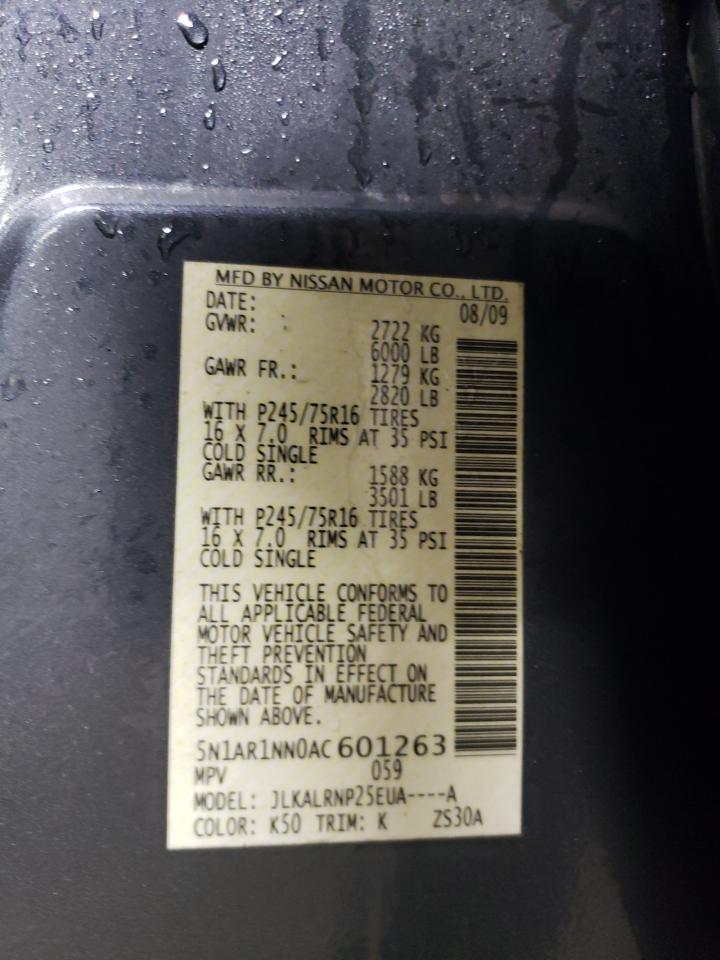 MFD BY NISSAN MOTOR CO., LTD.
DATE: 08/09
GVWR: 2722 KG
6000 LB
GAWR FR.: 1279 KG
2820 LB
WITH P245/75R16 TIRES
16 X 7.0 RIMS AT 35 PSI
COLD SINGLE
GAWR RR.: 1588 KG
3501 LB
WITH P245/75R16 TIRES
16 X 7.0 RIMS AT 35 PSI
COLD SINGLE
THIS VEHICLE CONFORMS TO
ALL APPLICABLE FEDERAL
MOTOR VEHICLE SAFETY AND
THEFT PREVENTION
STANDARDS IN EFFECT ON
THE DATE OF MANUFACTURE
SHOWN ABOVE.
5N1AR1NN0AC601263
MPV 059
MODEL: JLKALRNP25EUA----A
COLOR: K50 TRIM: K ZS30A